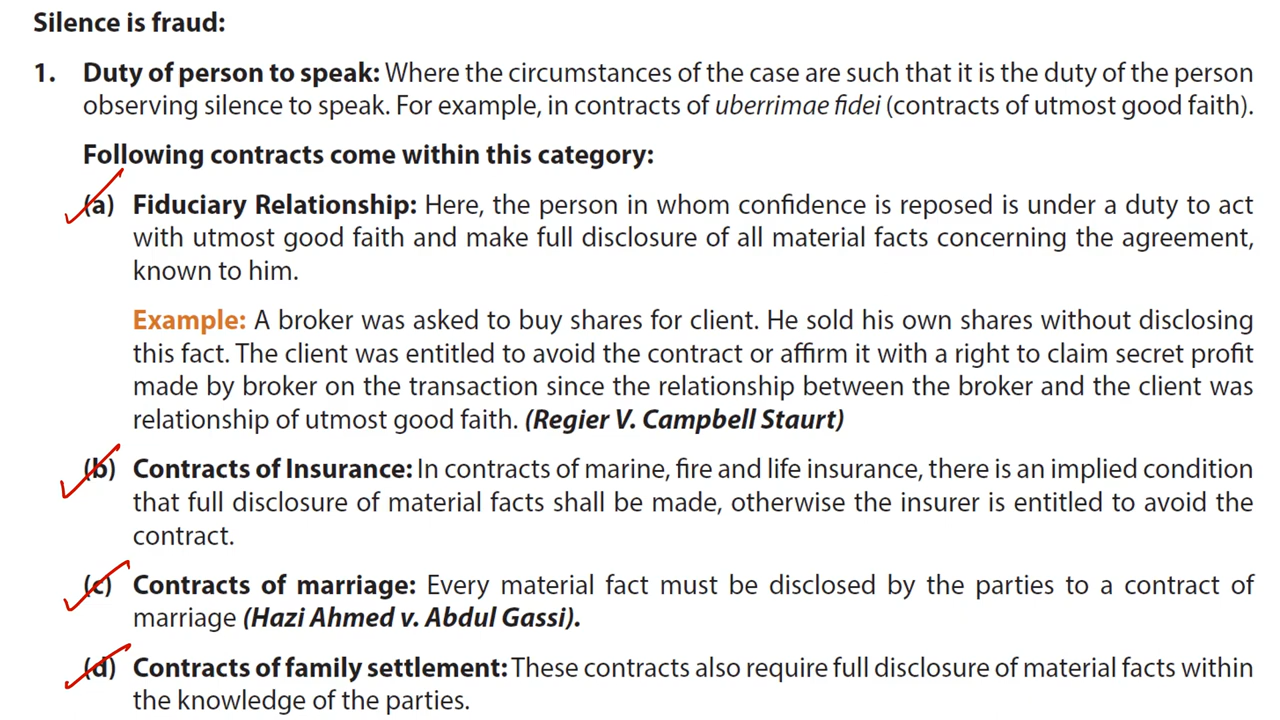 Silence is fraud:
1. Duty of person to speak: Where the circumstances of the case are such that it is the duty of the person
observing silence to speak. For example, in contracts of uberrimae fidei (contracts of utmost good faith).
Following contracts come within this category:
(a) Fiduciary Relationship: Here, the person in whom confidence is reposed is under a duty to act
with utmost good faith and make full disclosure of all material facts concerning the agreement,
known to him.
Example: A broker was asked to buy shares for client. He sold his own shares without disclosing
this fact. The client was entitled to avoid the contract or affirm it with a right to claim secret profit
made by broker on the transaction since the relationship between the broker and the client was
relationship of utmost good faith. (Regier V. Campbell Staurt)
(b) Contracts of Insurance: In contracts of marine, fire and life insurance, there is an implied condition
that full disclosure of material facts shall be made, otherwise the insurer is entitled to avoid the
contract.
(c) Contracts of marriage: Every material fact must be disclosed by the parties to a contract of
marriage (Hazi Ahmed v. Abdul Gassi).
(d) Contracts of family settlement: These contracts also require full disclosure of material facts within
the knowledge of the parties.